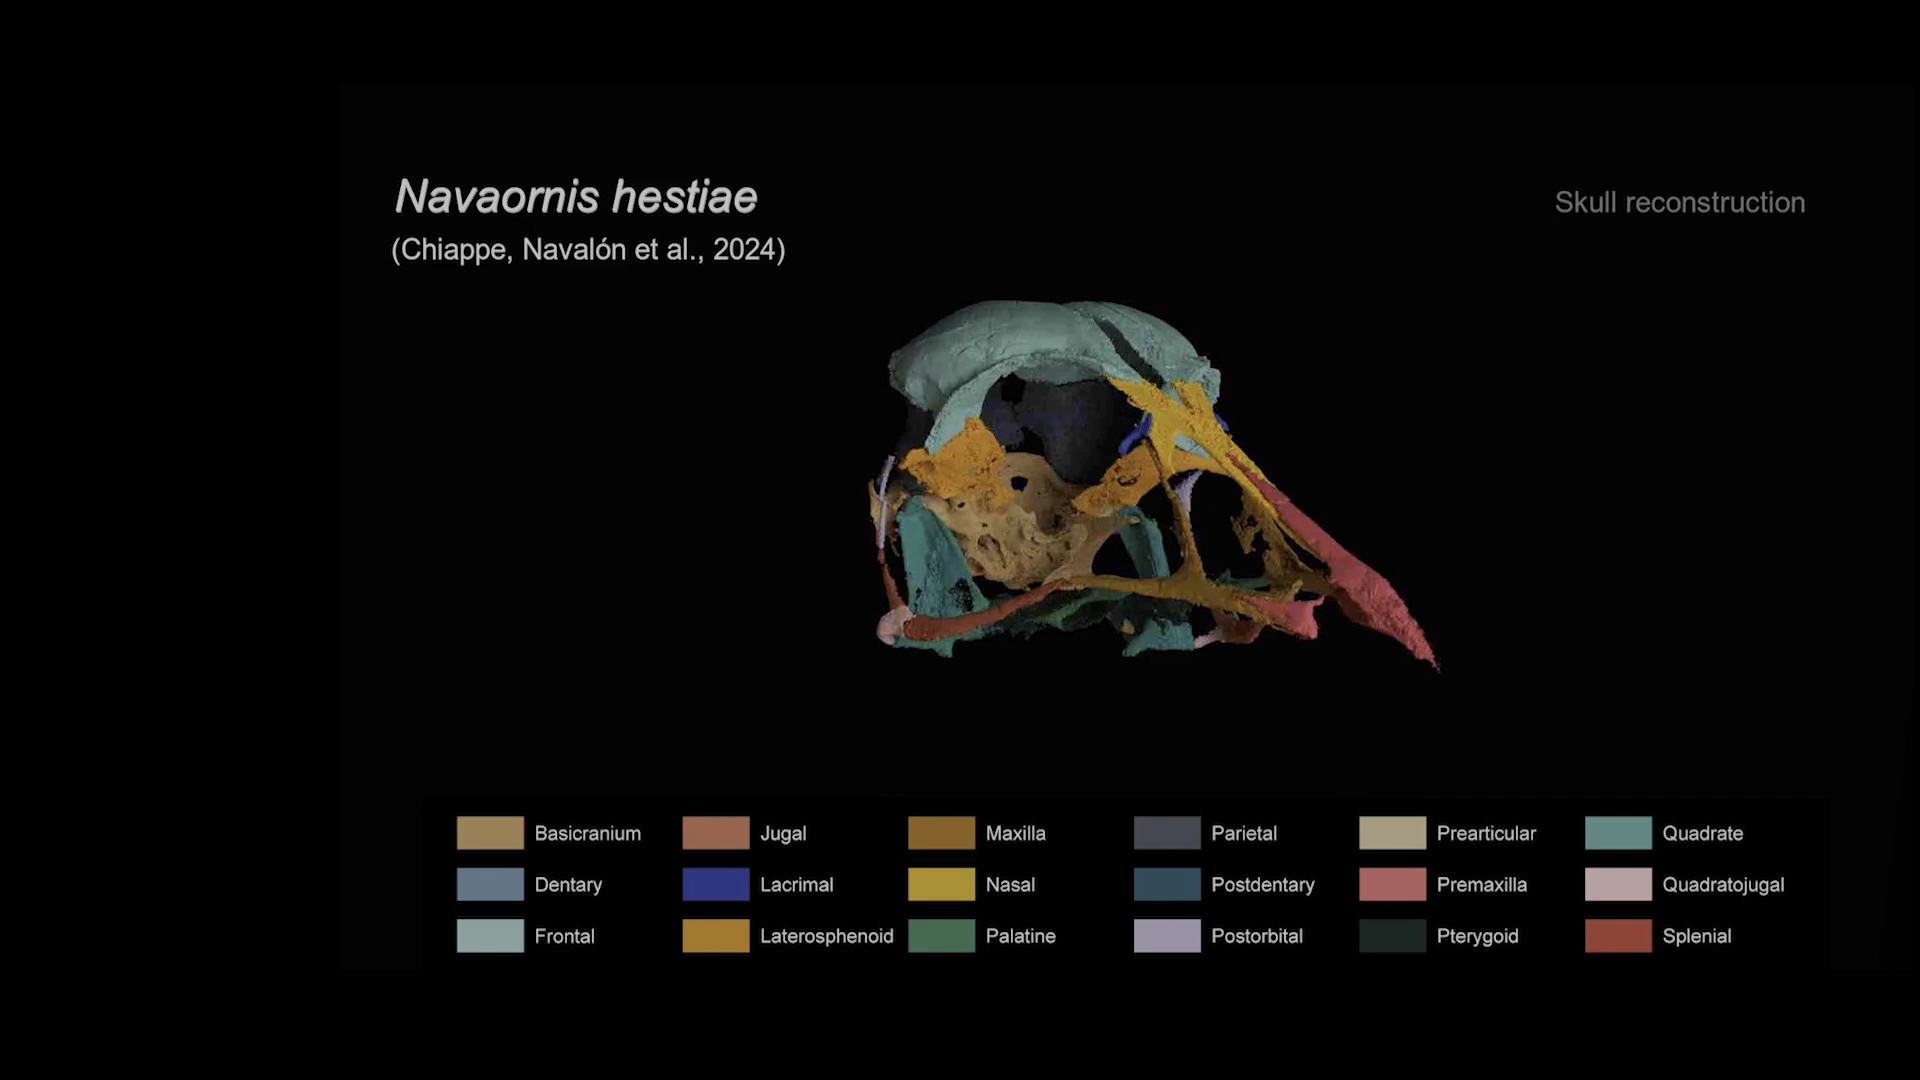 Navaornis hestiae
Skull reconstruction
(Chiappe, Navalón et al., 2024)
Basicranium
Jugal
Maxilla
Parietal
Prearticular
Quadrate
Dentary
Lacrimal
Nasal
Postdentary
Premaxilla
Quadratojugal
Frontal
Laterosphenoid
Palatine
Postorbital
Pterygoid
Splenial